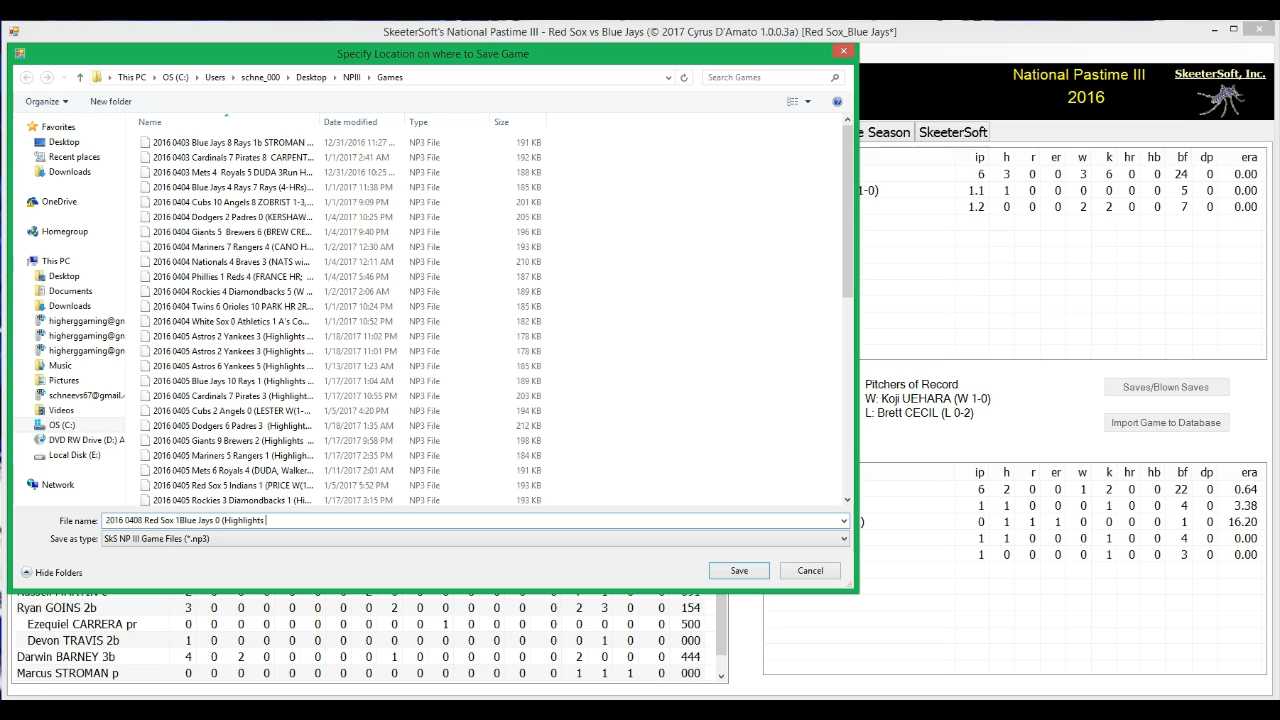 SkeeterSoft's National Pastime III - Red Sox vs Blue Jays (© 2017 Cyrus D'Amato 1.0.0.3a) [Red Sox_Blue Jays*]
Specify Location on where to Save Game
This PC > OS (C:) > Users > schne_000 > Desktop > NPIII > Games
Search Games
Organize
New folder
Name Date modified Type Size
Favorites
Desktop
Recent places
Downloads
OneDrive
Homegroup
This PC
Desktop
Documents
Downloads
higherggaming@gn
higherggaming@gn
higherggaming@gn
Music
Pictures
schneevs67@gmail.
Videos
OS (C:)
DVD RW Drive (D:) A
Local Disk (E:)
Network
2016 0403 Blue Jays 8 Rays 1b STROMAN ... 12/31/2016 11:27 ... NP3 File 191 KB
2016 0403 Cardinals 7 Pirates 8 CARPENT... 1/1/2017 2:41 AM NP3 File 192 KB
2016 0403 Mets 4 Royals 5 DUDA 3Run H... 12/31/2016 10:25 ... NP3 File 188 KB
2016 0404 Blue Jays 4 Rays 7 Rays (4-HRs)... 1/1/2017 11:38 PM NP3 File 185 KB
2016 0404 Cubs 10 Angels 8 ZOBRIST 1-3,... 1/1/2017 9:09 PM NP3 File 201 KB
2016 0404 Dodgers 2 Padres 0 (KERSHAW... 1/4/2017 10:25 PM NP3 File 205 KB
2016 0404 Giants 5 Brewers 6 (BREW CRE... 1/4/2017 9:40 PM NP3 File 196 KB
2016 0404 Mariners 7 Rangers 4 (CANO H... 1/2/2017 12:30 AM NP3 File 193 KB
2016 0404 Nationals 4 Braves 3 (NATS wi... 1/4/2017 12:11 AM NP3 File 210 KB
2016 0404 Phillies 1 Reds 4 (FRANCE HR; ... 1/4/2017 5:46 PM NP3 File 187 KB
2016 0404 Rockies 4 Diamondbacks 5 (W ... 1/2/2017 2:06 AM NP3 File 189 KB
2016 0404 Twins 6 Orioles 10 PARK HR 2R... 1/1/2017 10:24 PM NP3 File 185 KB
2016 0404 White Sox 0 Athletics 1 A's Co... 1/1/2017 10:52 PM NP3 File 182 KB
2016 0405 Astros 2 Yankees 3 (Highlights ... 1/18/2017 11:02 PM NP3 File 178 KB
2016 0405 Astros 2 Yankees 3 (Highlights ... 1/18/2017 11:01 PM NP3 File 178 KB
2016 0405 Astros 6 Yankees 5 (Highlights... 1/13/2017 1:23 AM NP3 File 185 KB
2016 0405 Blue Jays 10 Rays 1 (Highlights ... 1/17/2017 1:04 AM NP3 File 189 KB
2016 0405 Cardinals 7 Pirates 3 (Highlight... 1/17/2017 10:55 PM NP3 File 203 KB
2016 0405 Cubs 2 Angels 0 (LESTER W(1-... 1/5/2017 4:20 PM NP3 File 194 KB
2016 0405 Dodgers 6 Padres 3 (Highlight... 1/18/2017 1:35 AM NP3 File 212 KB
2016 0405 Giants 9 Brewers 2 (Highlights ... 1/17/2017 9:58 PM NP3 File 193 KB
2016 0405 Mariners 5 Rangers 1 (Highligh... 1/17/2017 2:35 AM NP3 File 184 KB
2016 0405 Mets 6 Royals 4 (DUDA, Walker... 1/11/2017 2:01 AM NP3 File 191 KB
2016 0405 Red Sox 5 Indians 1 (PRICE W(1... 1/5/2017 5:52 PM NP3 File 193 KB
2016 0405 Rockies 3 Diamondbacks 1 (Hi... 1/17/2017 3:15 PM NP3 File 193 KB
File name: 2016 0408 Red Sox 1Blue Jays 0 (Highlights
Save as type: SkS NP III Game Files (*.np3)
Hide Folders
Save
Cancel
National Pastime III
2016
SkeeterSoft, Inc.
e Season
SkeeterSoft
ip h r er w k hr hb bf dp era
6 3 0 0 3 6 0 0 24 0 0.00
1-0) 1.1 1 0 0 0 0 0 0 5 0 0.00
1.2 0 0 0 2 2 0 0 7 0 0.00
Pitchers of Record
W: Koji UEHARA (W 1-0)
L: Brett CECIL (L 0-2)
Saves/Blown Saves
Import Game to Database
ip h r er w k hr hb bf dp era
6 2 0 0 1 2 0 0 22 0 0.64
1 1 0 0 0 1 0 0 4 0 3.38
) 0 1 1 1 0 0 0 0 1 0 16.20
1 1 0 0 0 1 0 0 4 0 0.00
1 0 0 0 0 1 0 0 3 0 0.00
Ryan GOINS 2b 3 0 0 0 0 0 2 0 0 0 2 3 0 0 154
Ezequiel CARRERA pr 0 0 0 0 0 0 0 1 0 0 0 0 0 500
Devon TRAVIS 2b 1 0 0 0 0 0 0 0 0 0 0 1 0 0 000
Darwin BARNEY 3b 4 0 2 0 0 0 1 0 0 0 2 0 0 0 444
Marcus STROMAN p 0 0 0 0 0 0 0 0 0 0 1 1 1 0 000